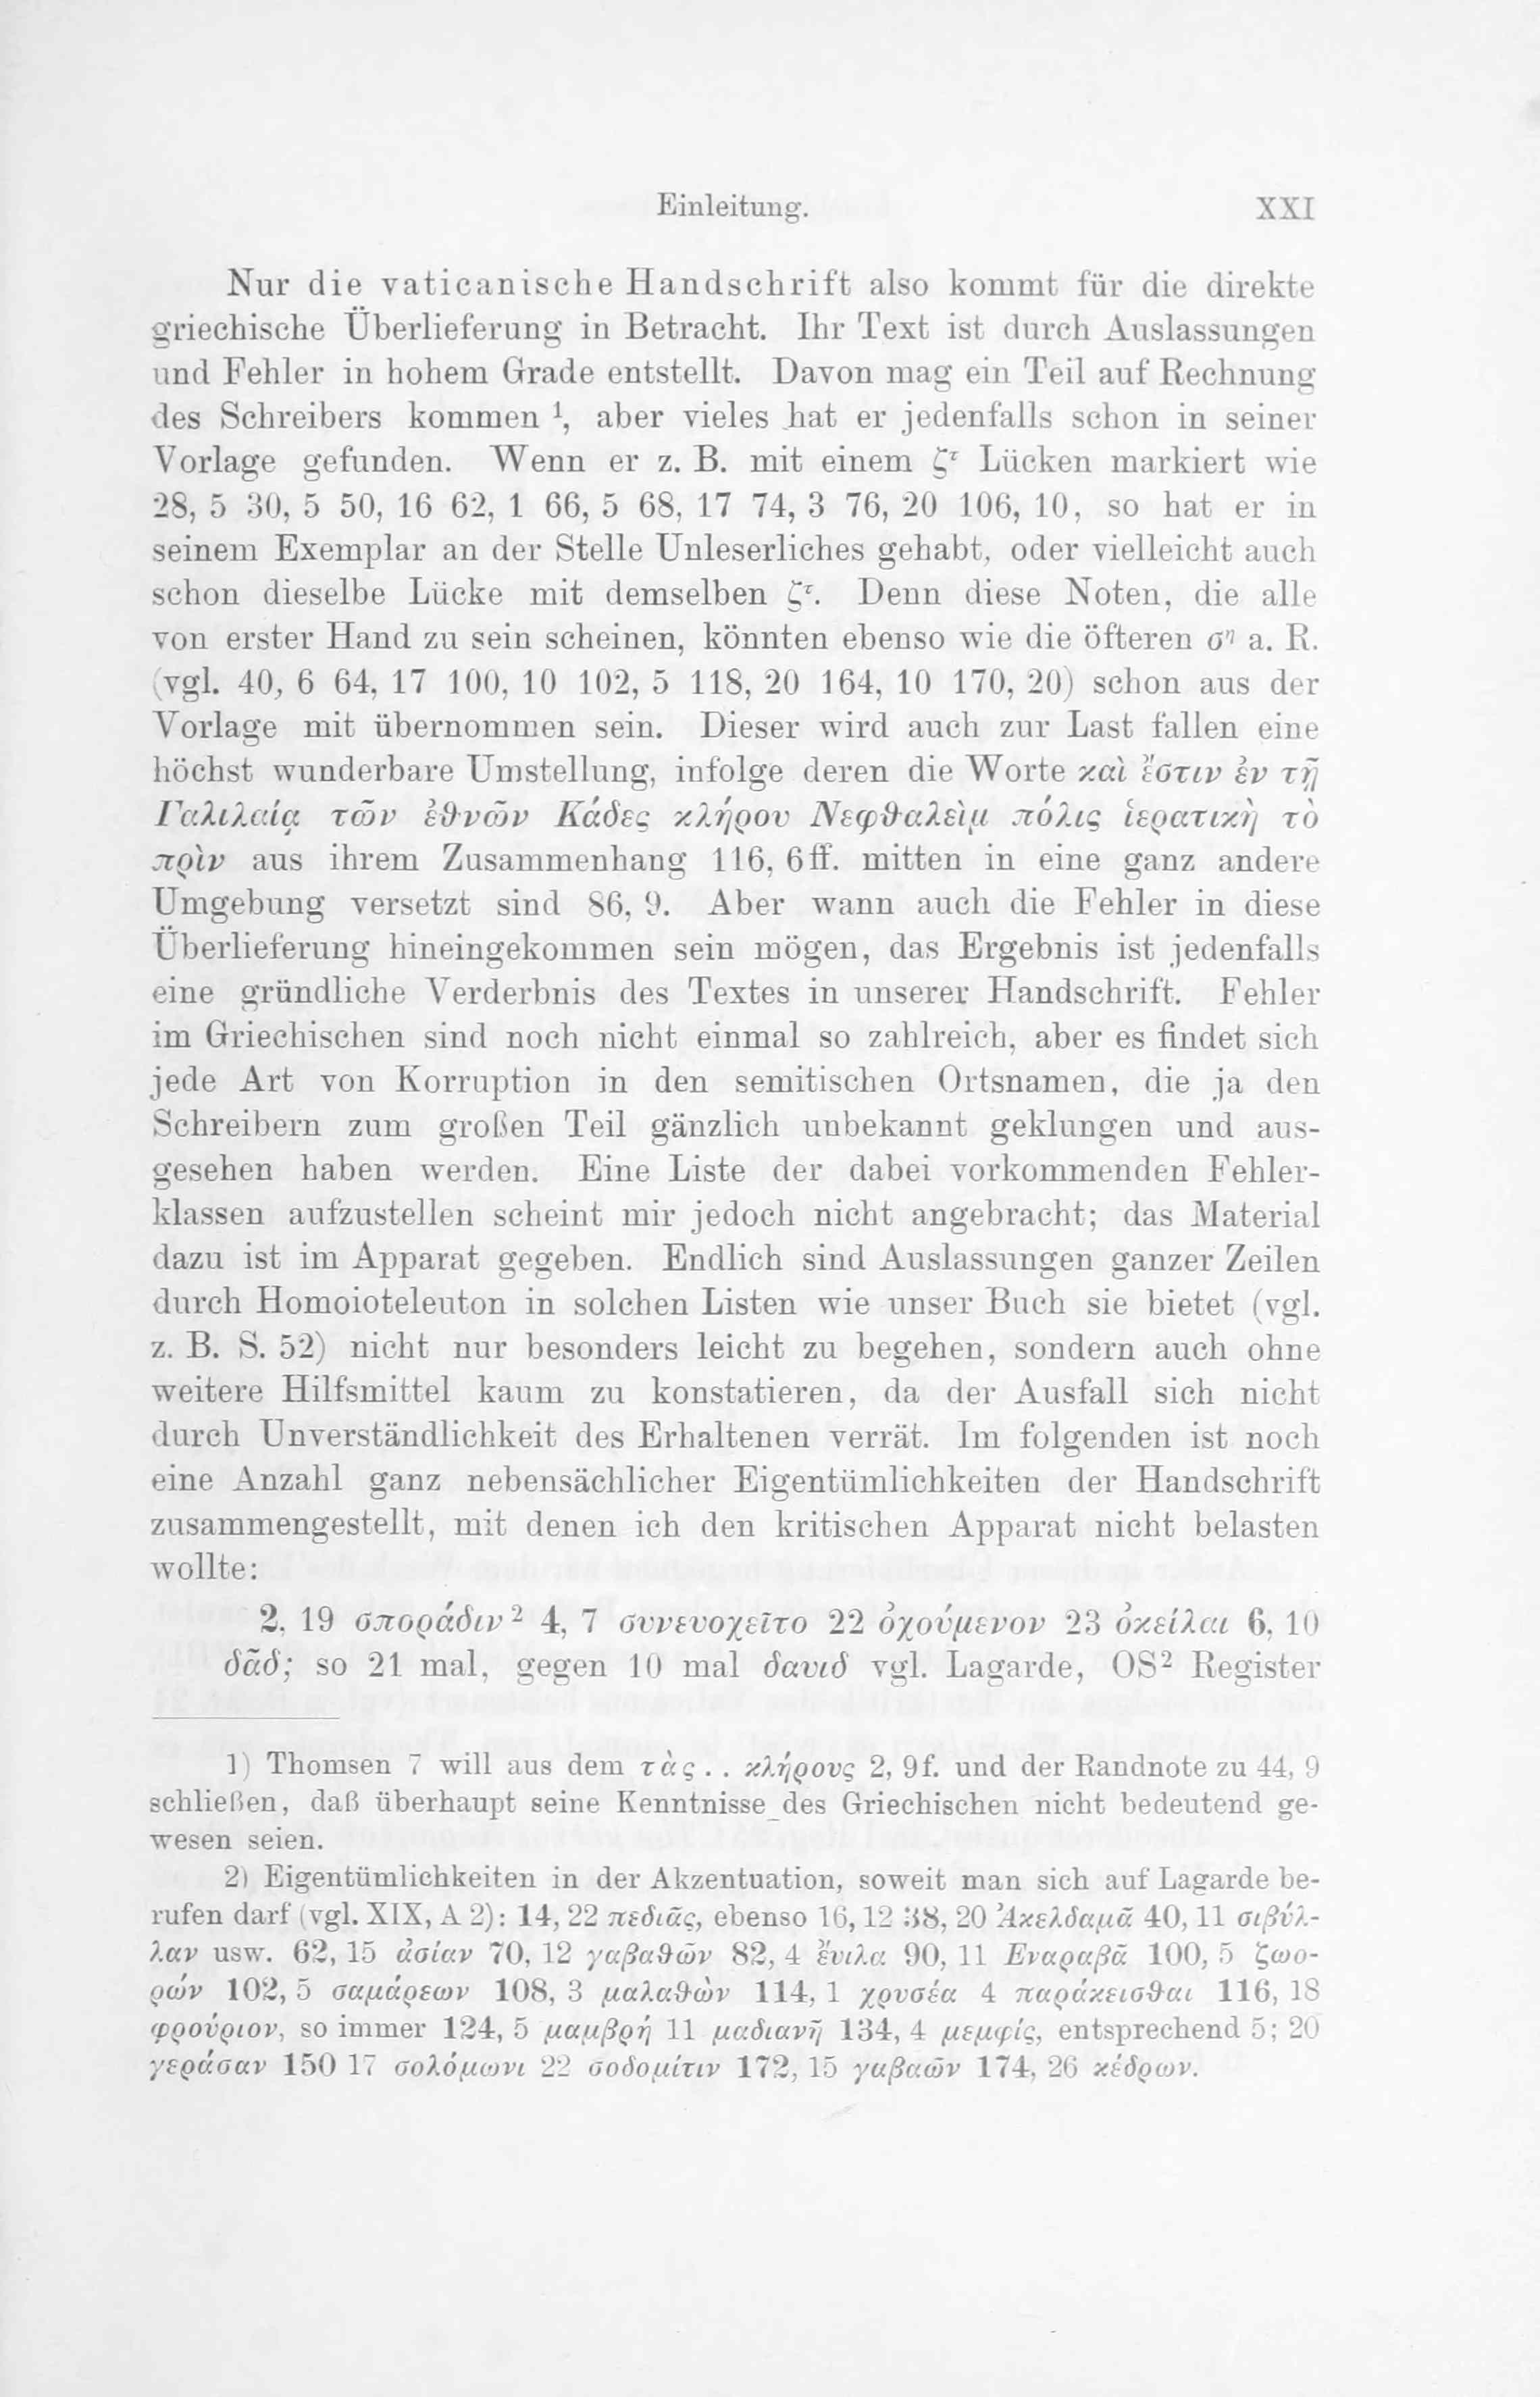 Einleitung. XXI
Nur die vaticanische Handschrift also kommt für die direkte
griechische Überlieferung in Betracht. Ihr Text ist durch Auslassungen
und Fehler in hohem Grade entstellt. Davon mag ein Teil auf Rechnung
des Schreibers kommen ¹, aber vieles hat er jedenfalls schon in seiner
Vorlage gefunden. Wenn er z. B. mit einem ζᵗ Lücken markiert wie
28, 5 30, 5 50, 16 62, 1 66, 5 68, 17 74, 3 76, 20 106, 10, so hat er in
seinem Exemplar an der Stelle Unleserliches gehabt, oder vielleicht auch
schon dieselbe Lücke mit demselben ζᵗ. Denn diese Noten, die alle
von erster Hand zu sein scheinen, könnten ebenso wie die öfteren σⁿ a. R.
(vgl. 40, 6 64, 17 100, 10 102, 5 118, 20 164, 10 170, 20) schon aus der
Vorlage mit übernommen sein. Dieser wird auch zur Last fallen eine
höchst wunderbare Umstellung, infolge deren die Worte καὶ ἔστιν ἐν τῇ
Γαλιλαίᾳ τῶν ἐθνῶν Κάδες κλήρου Νεφθαλεὶμ πόλις ἱερατικὴ τὸ
πρὶν aus ihrem Zusammenhang 116, 6ff. mitten in eine ganz andere
Umgebung versetzt sind 86, 9. Aber wann auch die Fehler in diese
Überlieferung hineingekommen sein mögen, das Ergebnis ist jedenfalls
eine gründliche Verderbnis des Textes in unserer Handschrift. Fehler
im Griechischen sind noch nicht einmal so zahlreich, aber es findet sich
jede Art von Korruption in den semitischen Ortsnamen, die ja den
Schreibern zum großen Teil gänzlich unbekannt geklungen und aus-
gesehen haben werden. Eine Liste der dabei vorkommenden Fehler-
klassen aufzustellen scheint mir jedoch nicht angebracht; das Material
dazu ist im Apparat gegeben. Endlich sind Auslassungen ganzer Zeilen
durch Homoioteleuton in solchen Listen wie unser Buch sie bietet (vgl.
z. B. S. 52) nicht nur besonders leicht zu begehen, sondern auch ohne
weitere Hilfsmittel kaum zu konstatieren, da der Ausfall sich nicht
durch Unverständlichkeit des Erhaltenen verrät. Im folgenden ist noch
eine Anzahl ganz nebensächlicher Eigentümlichkeiten der Handschrift
zusammengestellt, mit denen ich den kritischen Apparat nicht belasten
wollte:
2, 19 σποράδιν² 4, 7 συνευοχεῖτο 22 ὀχούμενον 23 ὀκείλαι 6, 10
δᾶδ; so 21 mal, gegen 10 mal δαυιδ vgl. Lagarde, OS² Register
1) Thomsen 7 will aus dem τὰς . . κλήρους 2, 9f. und der Randnote zu 44, 9
schließen, daß überhaupt seine Kenntnisse des Griechischen nicht bedeutend ge-
wesen seien.
2) Eigentümlichkeiten in der Akzentuation, soweit man sich auf Lagarde be-
rufen darf (vgl. XIX, A 2): 14, 22 πεδιᾶς, ebenso 16, 12 38, 20 Ἀκελδαμᾶ 40, 11 σιβύλ-
λαν usw. 62, 15 ἀσίαν 70, 12 γαβαθῶν 82, 4 ἔνιλα 90, 11 Εναραβᾶ 100, 5 ζωο-
ρών 102, 5 σαμάρεων 108, 3 μαλαθὼν 114, 1 χρυσέα 4 παράκεισθαι 116, 18
φρούριον, so immer 124, 5 μαμβρή 11 μαδιανῆ 134, 4 μεμφίς, entsprechend 5; 20
γεράσαν 150 17 σολόμωνι 22 σοδομίτιν 172, 15 γαβαῶν 174, 26 κέδρων.